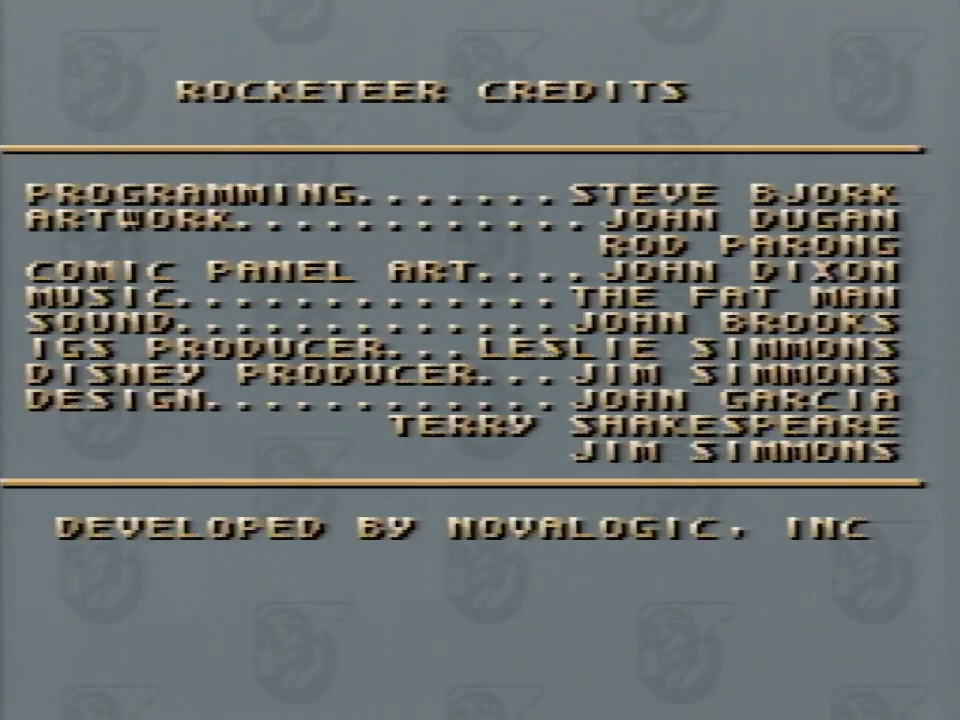 ROCKETEER CREDITS
PROGRAMMING.......STEVE BJORK
ARTWORK............JOHN DUGAN
ROD PARONG
COMIC PANEL ART....JOHN DIXON
MUSIC.............THE FAT MAN
SOUND.............JOHN BROOKS
IGS PRODUCER...LESLIE SIMMONS
DISNEY PRODUCER...JIM SIMMONS
DESIGN............JOHN GARCIA
TERRY SHAKESPEARE
JIM SIMMONS
DEVELOPED BY NOVALOGIC, INC